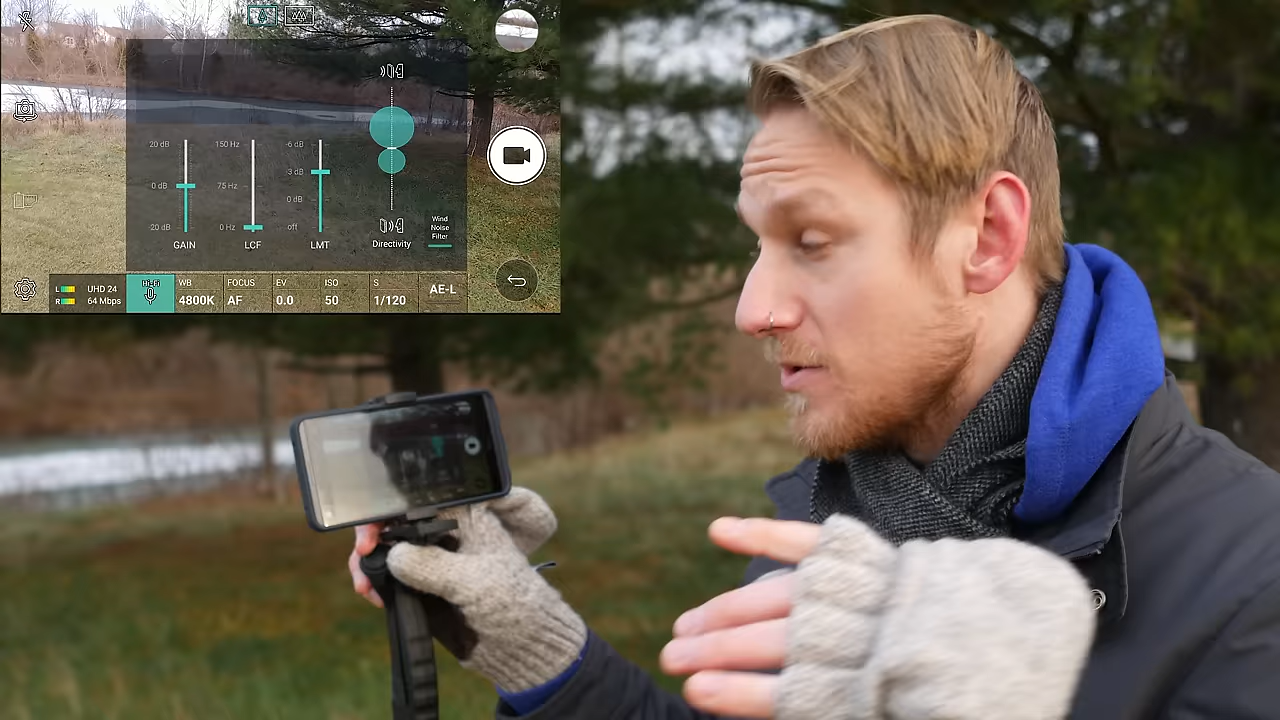 20 dB
150 Hz
-6 dB
0 dB
75 Hz
-3 dB
0 dB
-20 dB
0 Hz
off
GAIN
LCF
LMT
Directivity
Wind
Noise
Filter
L
R
UHD 24
64 Mbps
Hi-Fi
WB
4800K
FOCUS
AF
EV
0.0
ISO
50
S
1/120
AE-L